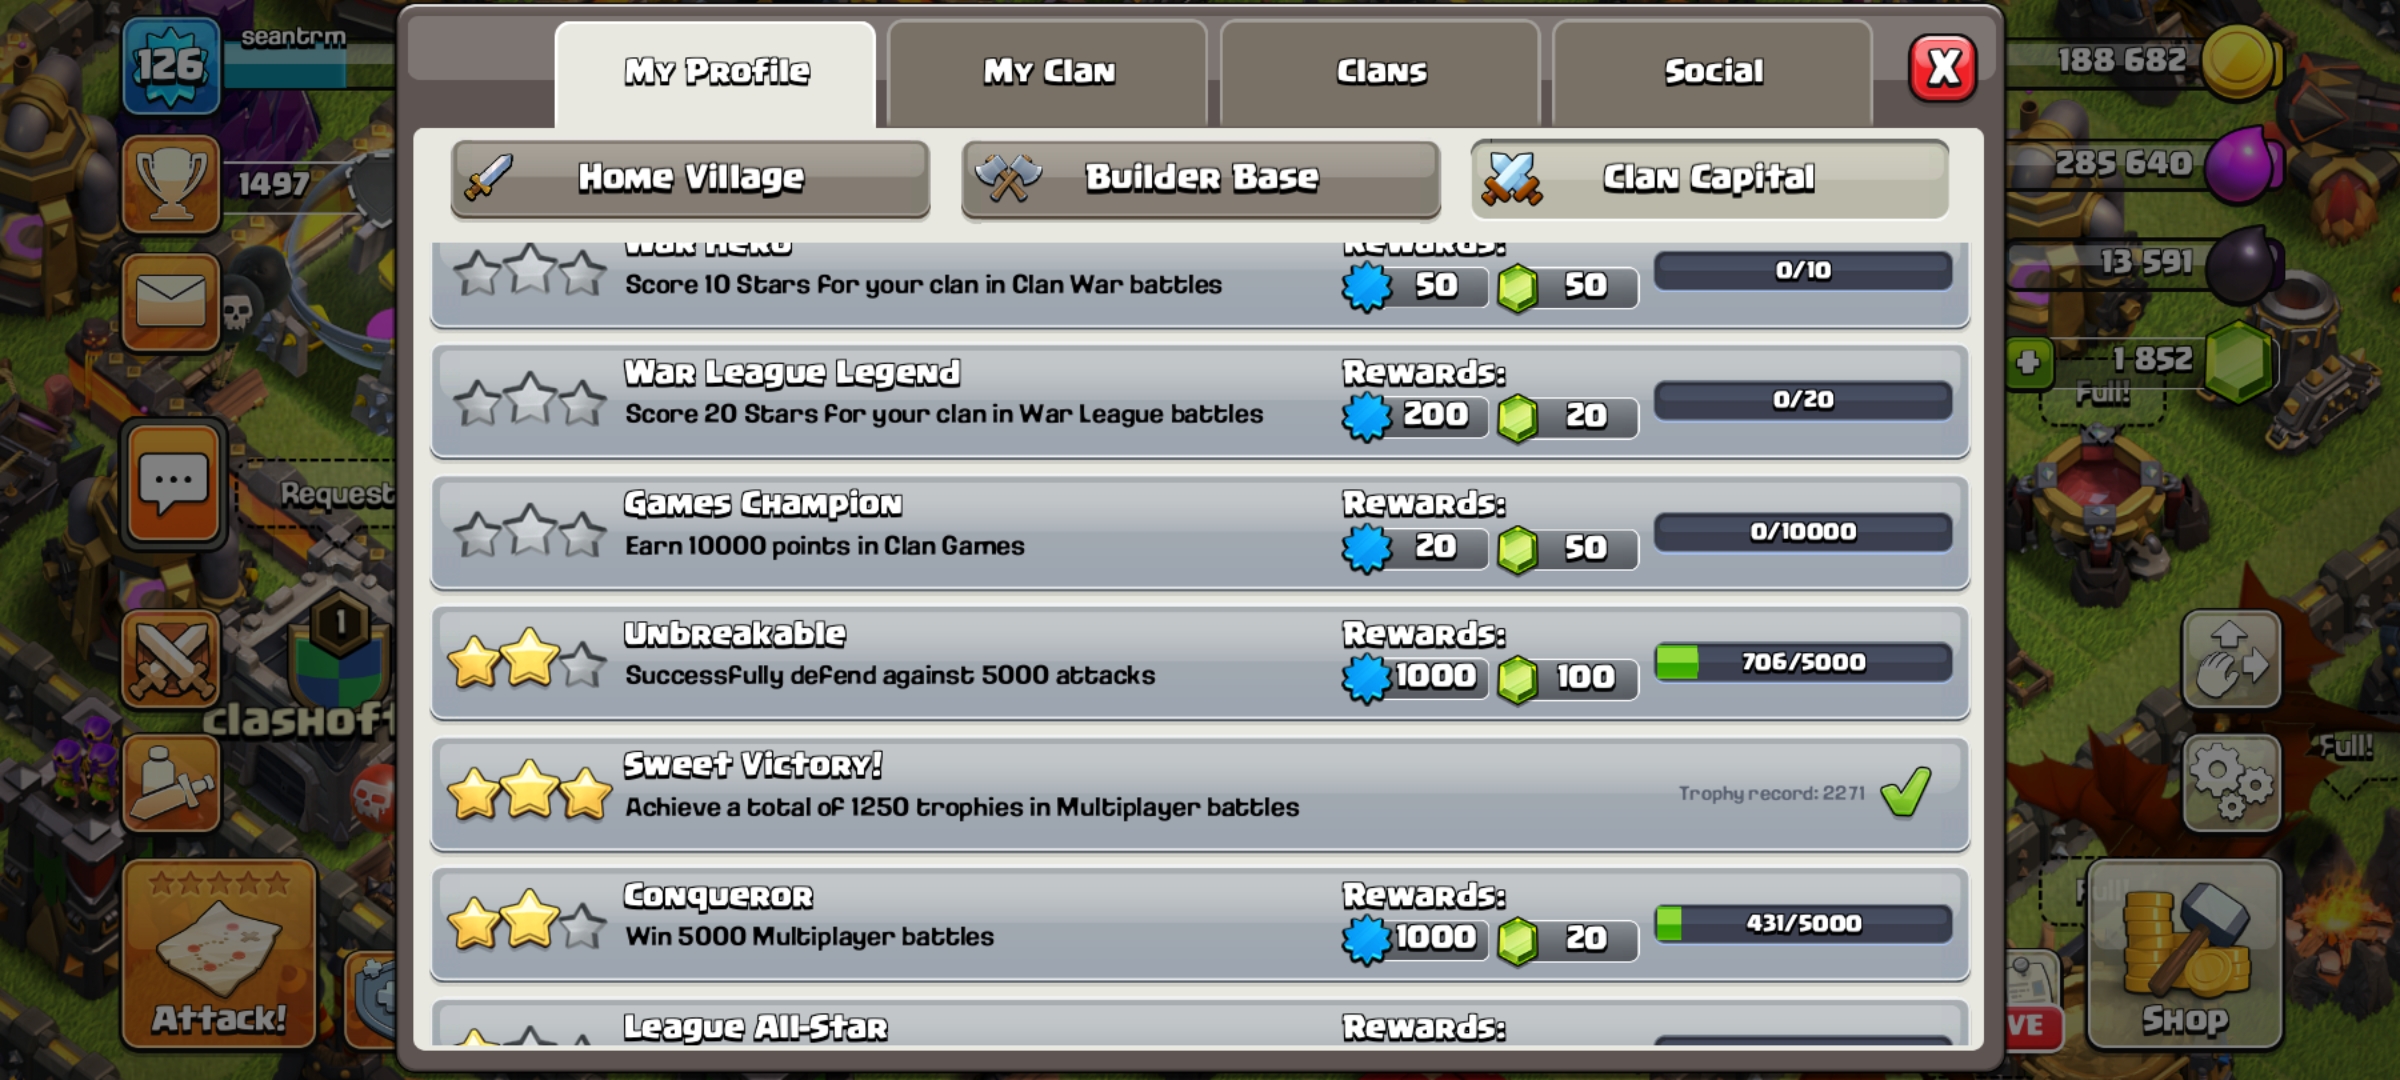 126
seantrm
My Profile
My Clan
Clans
Social
X
188 682
1497
Home Village
Builder Base
Clan Capital
285 640
War Hero
Score 10 Stars for your clan in Clan War battles
Rewards:
50
50
0/10
13 591
War League Legend
Score 20 Stars for your clan in War League battles
Rewards:
200
20
0/20
1 852
Full!
Request
Games Champion
Earn 10000 points in Clan Games
Rewards:
20
50
0/10000
1
Unbreakable
Successfully defend against 5000 attacks
Rewards:
1000
100
706/5000
clashof
Sweet Victory!
Achieve a total of 1250 trophies in Multiplayer battles
Trophy record: 2271
Full!
Conqueror
Win 5000 Multiplayer battles
Rewards:
1000
20
431/5000
Full!
Attack!
League All-Star
Rewards:
VE
Shop